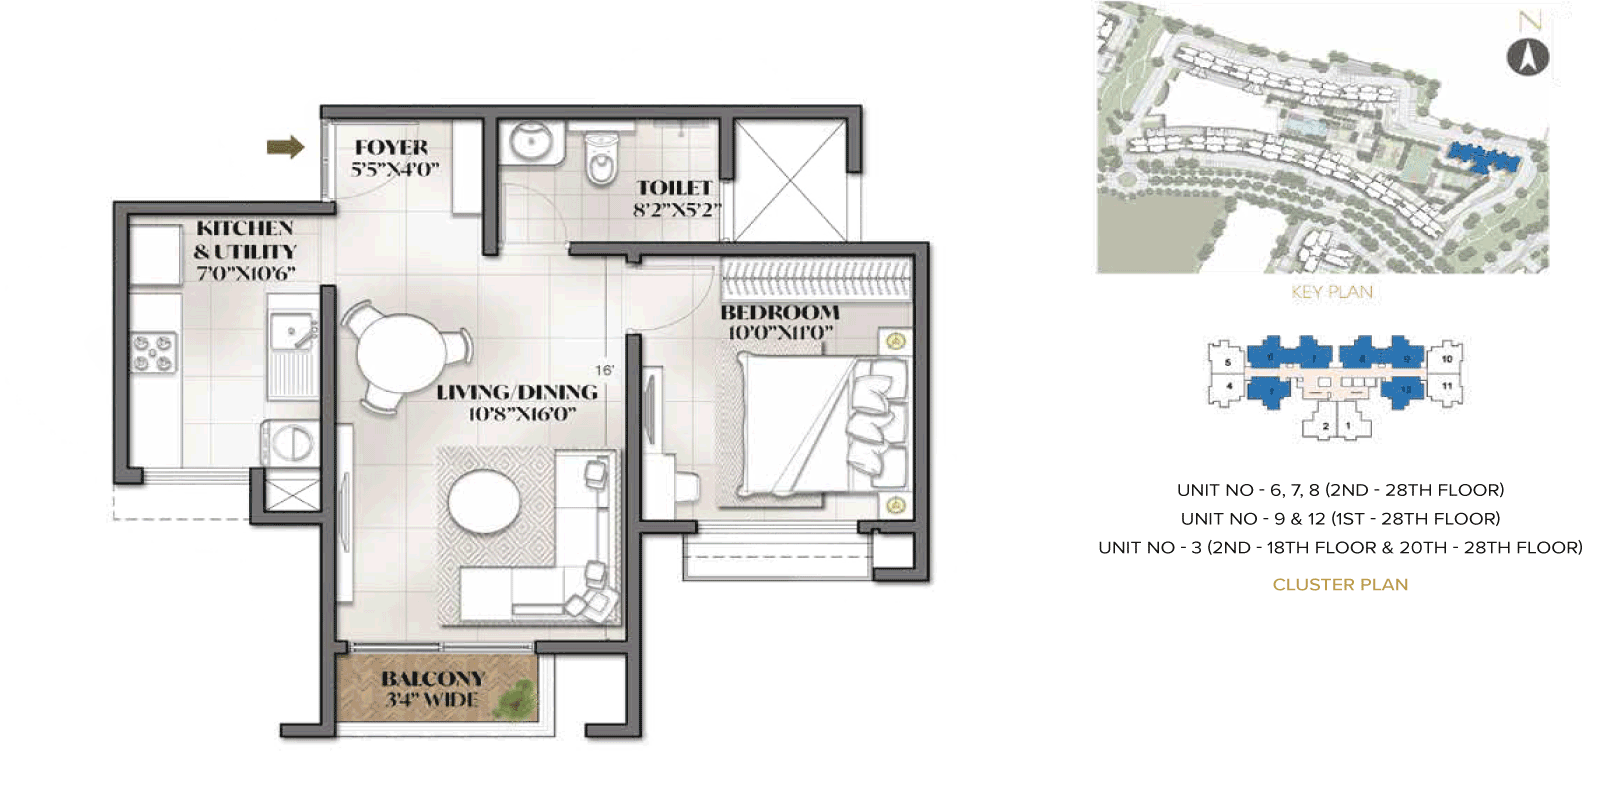 FOYER
5'5"X4'0"
TOILET
8'2"X5'2"
KITCHEN
& UTILITY
7'0"X10'6"
BEDROOM
10'0"X11'0"
16'
LIVING/DINING
10'8"X16'0"
BALCONY
3'4" WIDE
N
KEY PLAN
5
6
7
8
9
10
4
12
11
2
1
UNIT NO - 6, 7, 8 (2ND - 28TH FLOOR)
UNIT NO - 9 & 12 (1ST - 28TH FLOOR)
UNIT NO - 3 (2ND - 18TH FLOOR & 20TH - 28TH FLOOR)
CLUSTER PLAN